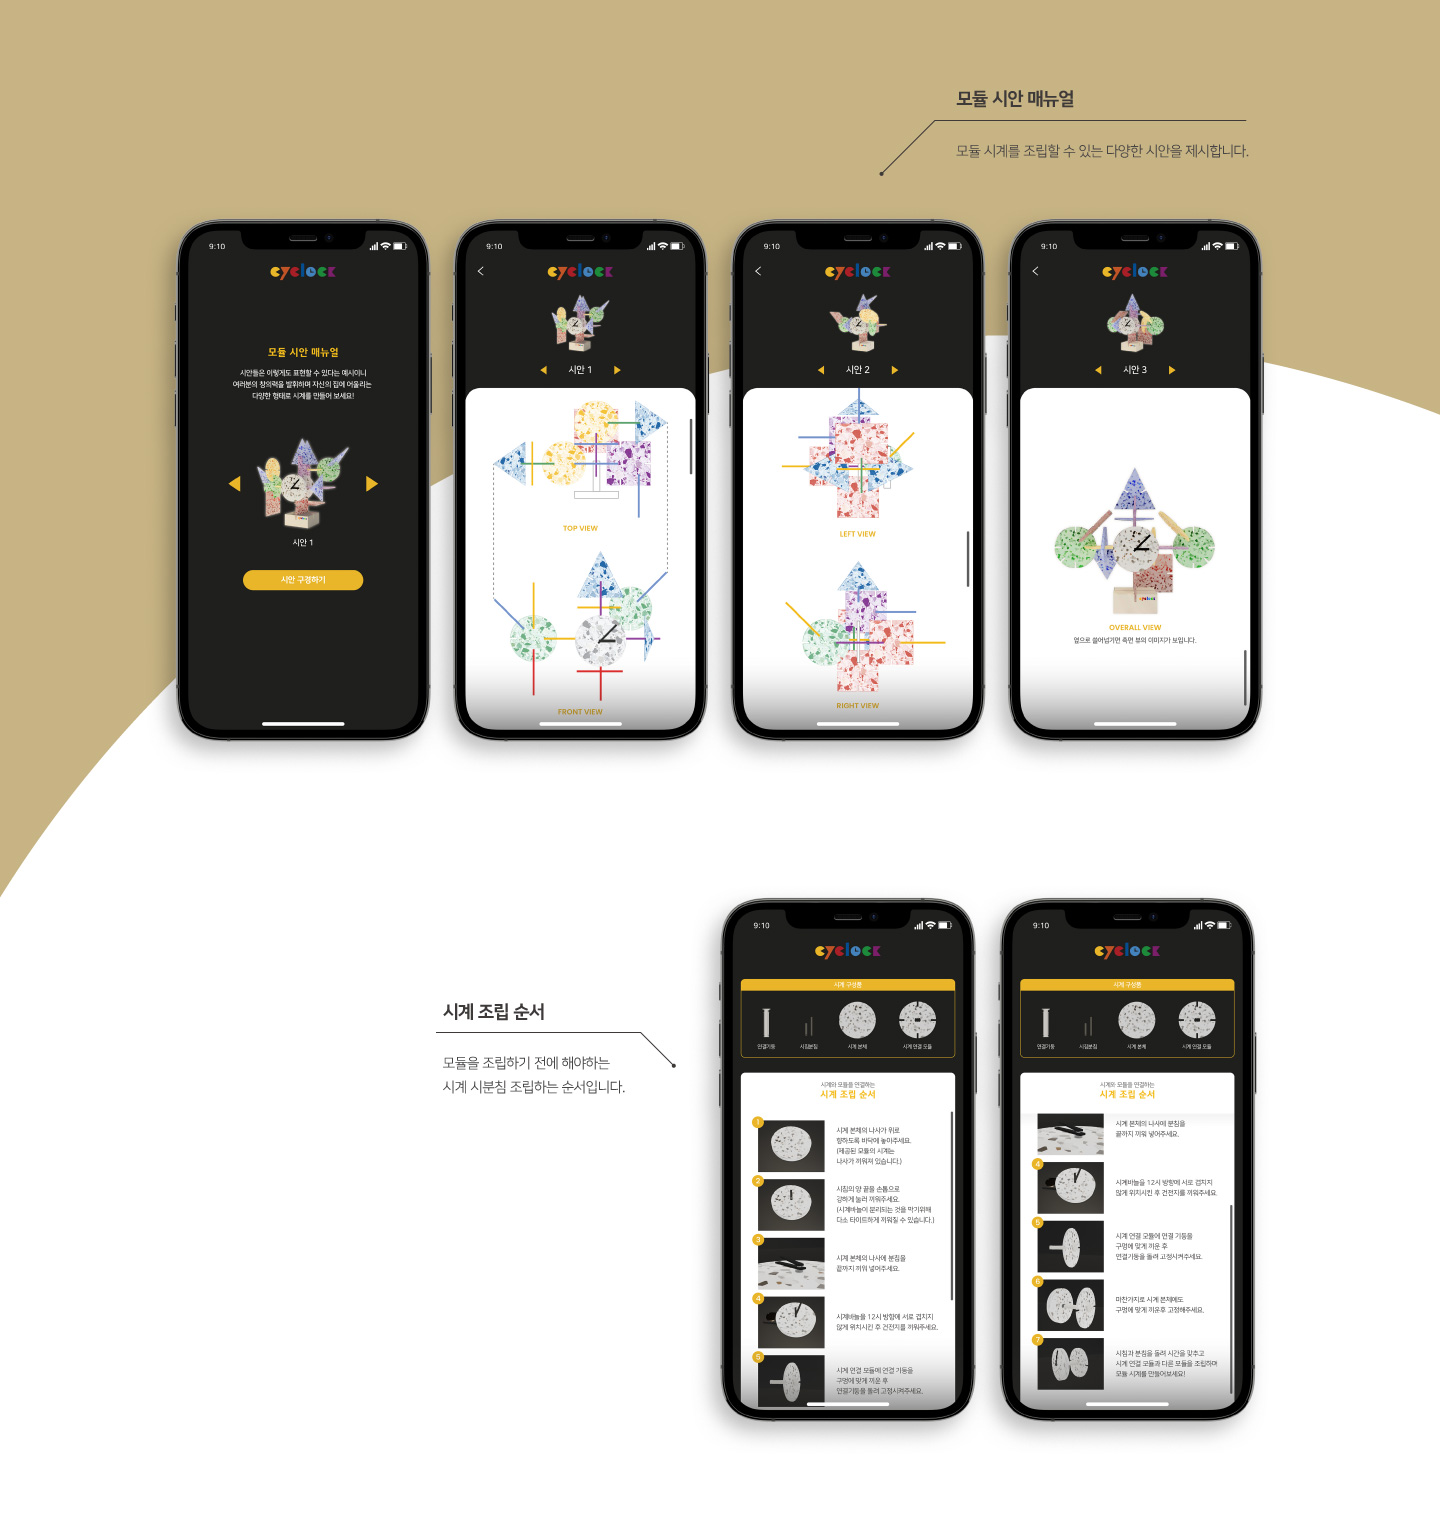 모듈 시안 매뉴얼
모듈 시계를 조립할 수 있는 다양한 시안을 제시합니다.
9:10
cyclock
모듈 시안 매뉴얼
시안들은 이렇게도 표현할 수 있다는 예시이니
여러분의 창의력을 발휘하며 자신의 집에 어울리는
다양한 형태로 시계를 만들어 보세요!
시안 1
시안 구경하기
9:10
cyclock
시안 1
TOP VIEW
FRONT VIEW
9:10
cyclock
시안 2
LEFT VIEW
RIGHT VIEW
9:10
cyclock
시안 3
cyclock
OVERALL VIEW
옆으로 쓸어넘기면 측면 뷰의 이미지가 보입니다.
시계 조립 순서
모듈을 조립하기 전에 해야하는
시계 시분침 조립하는 순서입니다.
9:10
cyclock
시계 구성품
연결기둥 시침분침 시계 본체 시계 연결 모듈
시계와 모듈을 연결하는
시계 조립 순서
1
시계 본체의 나사가 위로
향하도록 바닥에 놓아주세요.
(제공된 모듈의 시계는
나사가 끼워져 있습니다.)
2
시침의 양 끝을 손톱으로
강하게 눌러 끼워주세요.
(시계바늘이 분리되는 것을 막기위해
다소 타이트하게 끼워질 수 있습니다.)
3
시계 본체의 나사에 분침을
끝까지 끼워 넣어주세요.
4
시계바늘을 12시 방향에 서로 겹치지
않게 위치시킨 후 건전지를 끼워주세요.
5
시계 연결 모듈에 연결 기둥을
구멍에 맞게 끼운 후
연결기둥을 돌려 고정시켜주세요.
9:10
cyclock
시계 구성품
연결기둥 시침분침 시계 본체 시계 연결 모듈
시계와 모듈을 연결하는
시계 조립 순서
시계 본체의 나사에 분침을
끝까지 끼워 넣어주세요.
4
시계바늘을 12시 방향에 서로 겹치지
않게 위치시킨 후 건전지를 끼워주세요.
5
시계 연결 모듈에 연결 기둥을
구멍에 맞게 끼운 후
연결기둥을 돌려 고정시켜주세요.
6
마찬가지로 시계 본체에도
구멍에 맞게 끼운후 고정해주세요.
7
시침과 분침을 돌려 시간을 맞추고
시계 연결 모듈과 다른 모듈을 조립하며
모듈 시계를 만들어보세요!